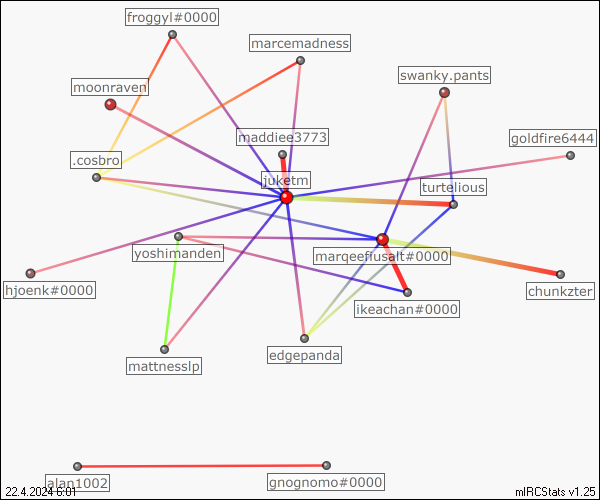 froggyl#0000
marcemadness
swanky.pants
moonraven
maddiee3773
goldfire6444
.cosbro
juketm
turtelious
yoshimanden
marqeeffusalt#0000
hjoenk#0000
chunkzter
ikeachan#0000
edgepanda
mattnesslp
alan1002
gnognomo#0000
22.4.2024 6:01
mIRCStats v1.25